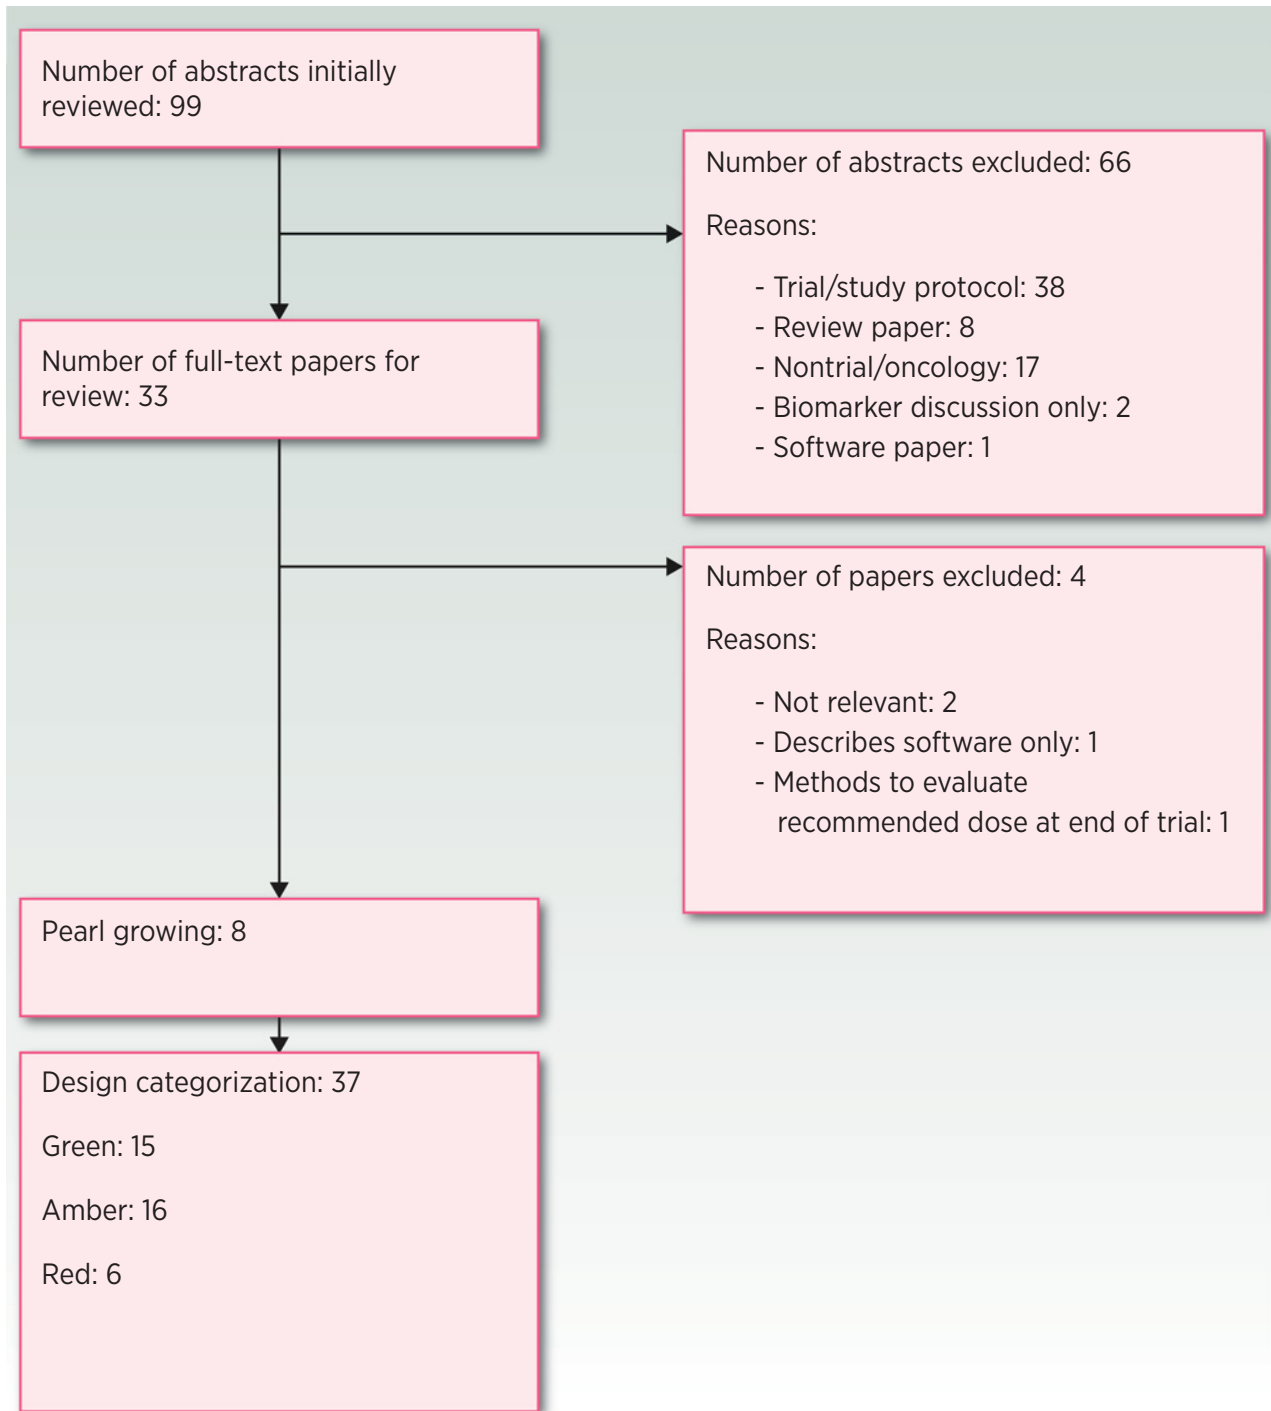 Number of abstracts initially
reviewed: 99
Number of abstracts excluded: 66
Reasons:
- Trial/study protocol: 38
- Review paper: 8
- Nontrial/oncology: 17
- Biomarker discussion only: 2
- Software paper: 1
Number of full-text papers for
review: 33
Number of papers excluded: 4
Reasons:
- Not relevant: 2
- Describes software only: 1
- Methods to evaluate
recommended dose at end of trial: 1
Pearl growing: 8
Design categorization: 37
Green: 15
Amber: 16
Red: 6